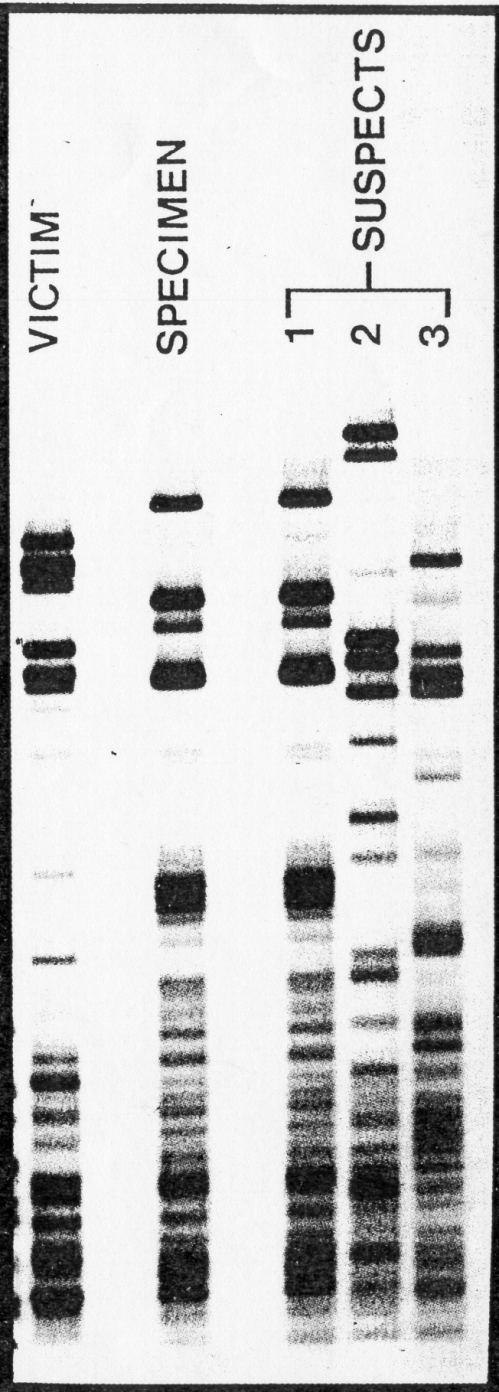 VICTIM
SPECIMEN
SUSPECTS
1
2
3